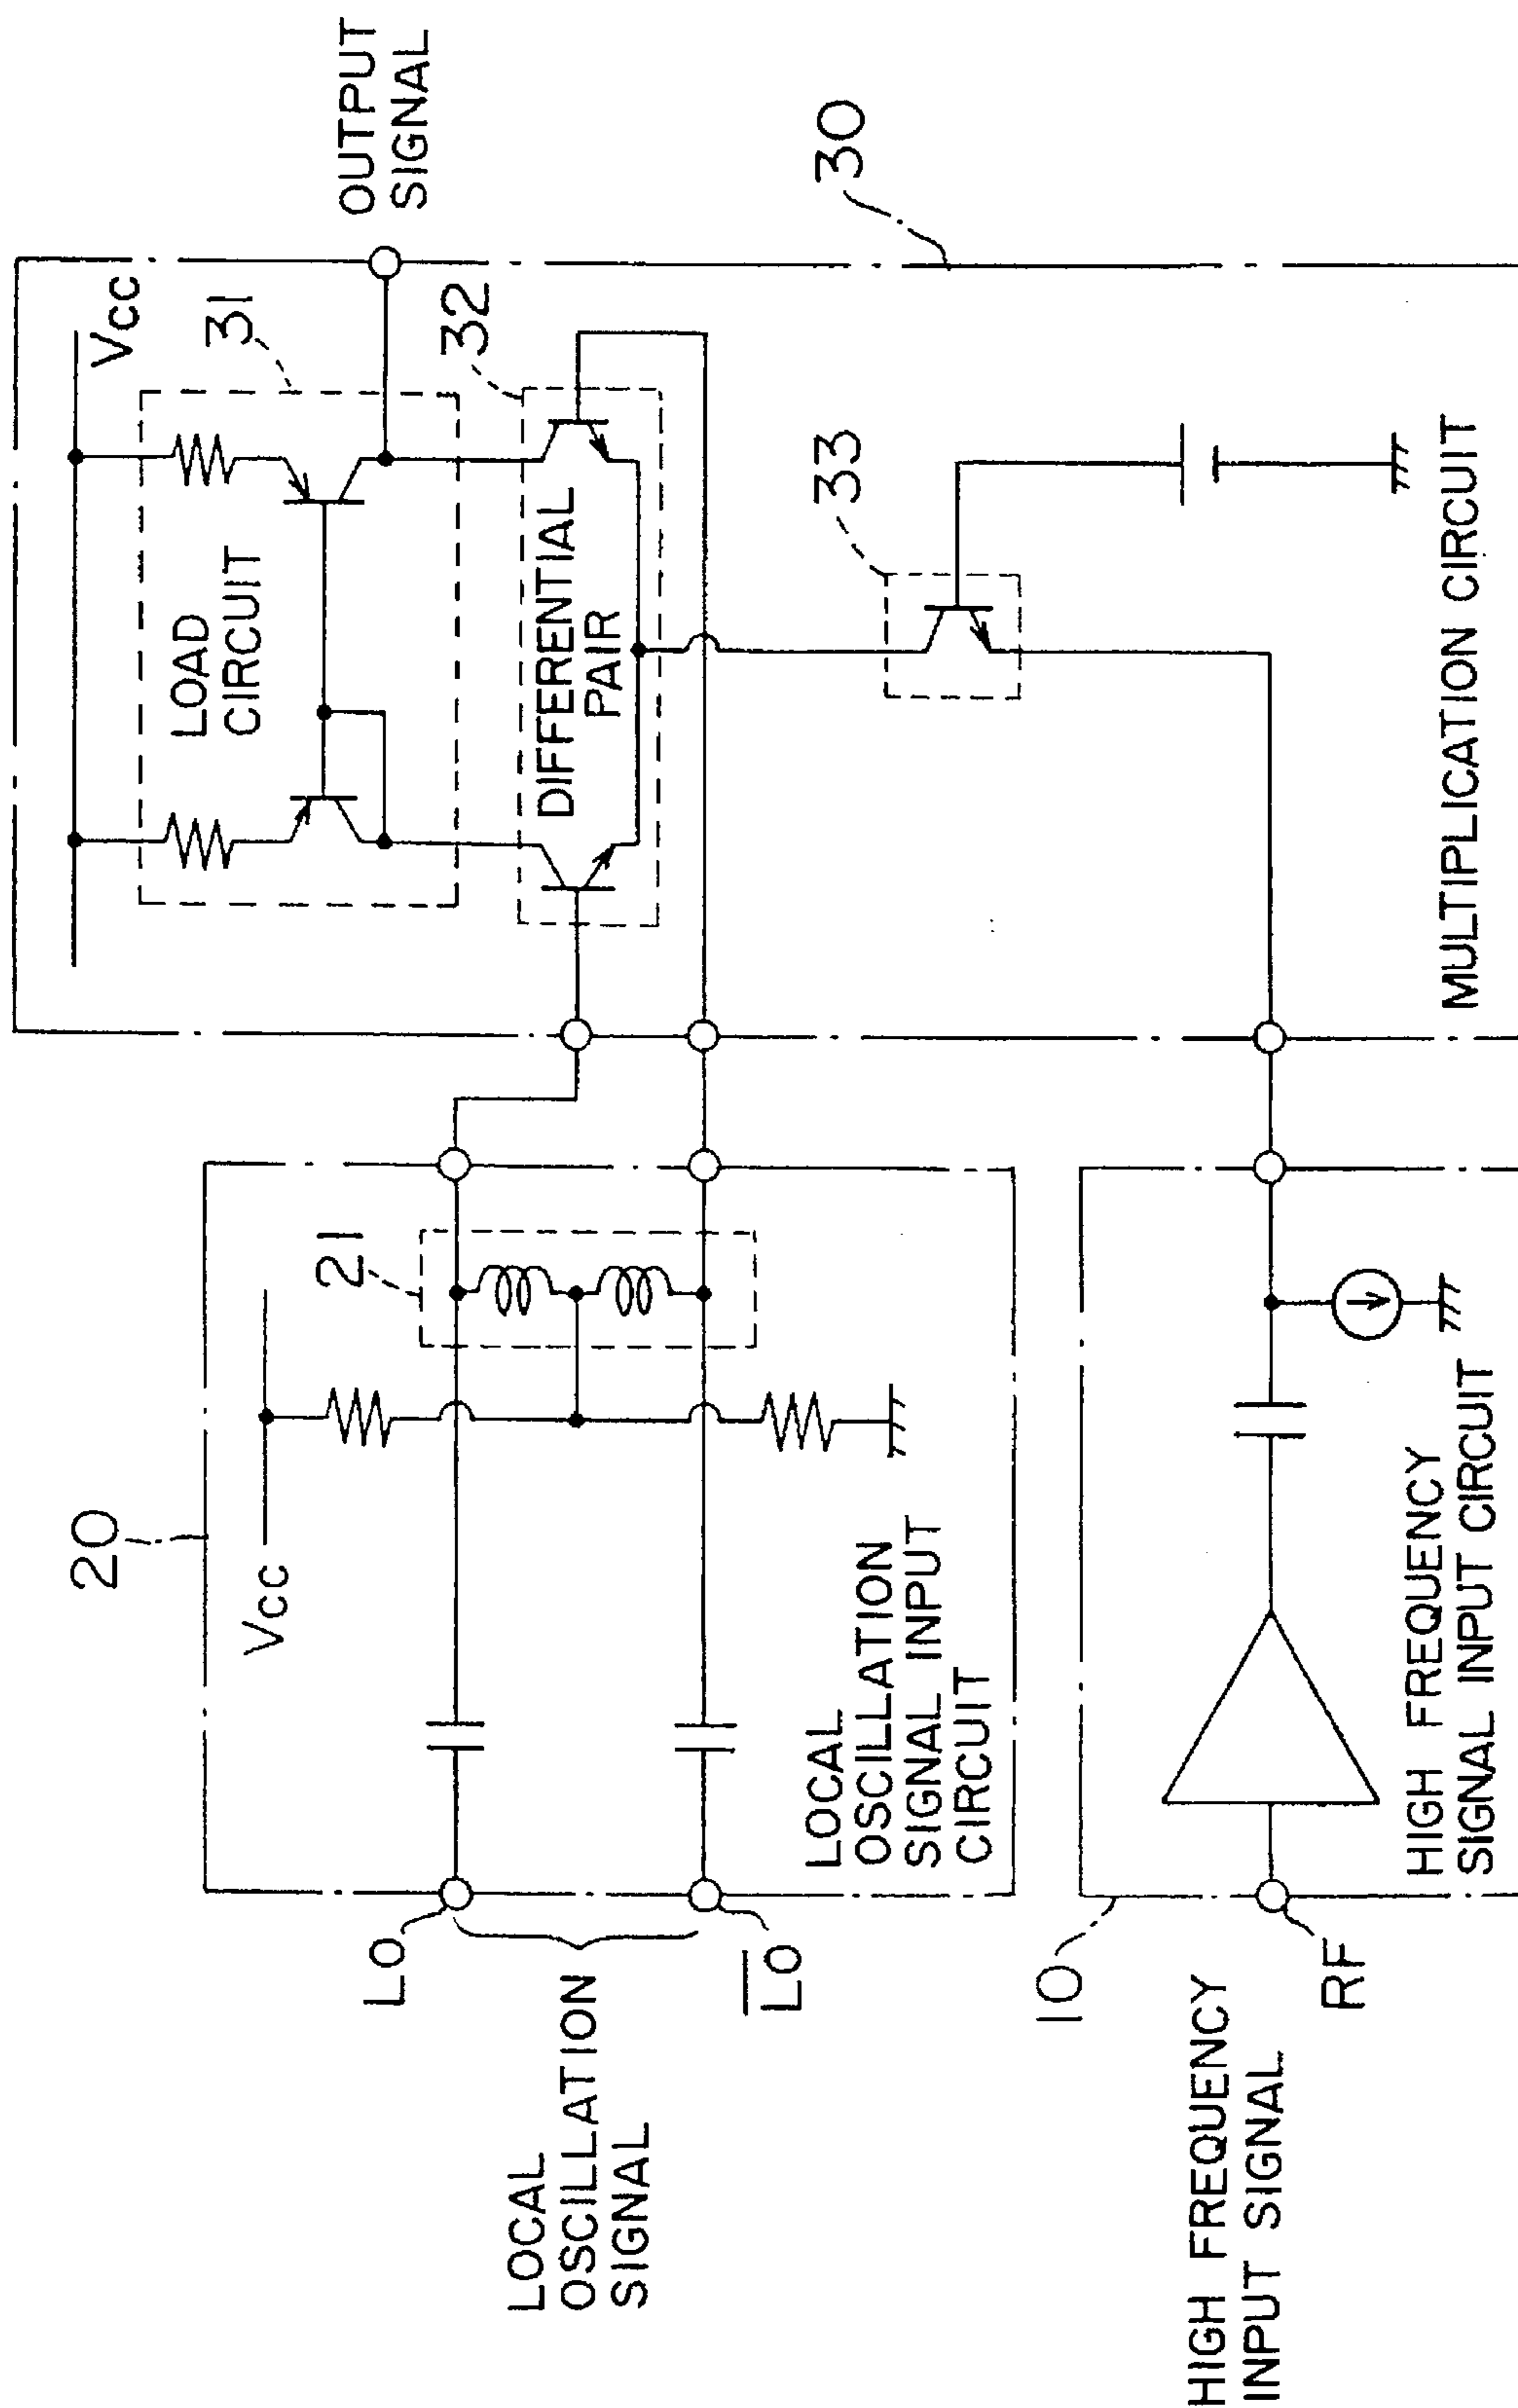 20
Vcc
21
LO
LOCAL
OSCILLATION
SIGNAL
LO
LOCAL
OSCILLATION
SIGNAL INPUT
CIRCUIT
10
HIGH FREQUENCY
INPUT SIGNAL
RF
HIGH FREQUENCY
SIGNAL INPUT CIRCUIT
Vcc
31
LOAD
CIRCUIT
OUTPUT
SIGNAL
32
DIFFERENTIAL
PAIR
33
30
MULTIPLICATION CIRCUIT